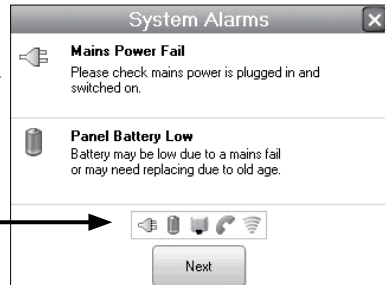 System Alarms
Mains Power Fail
Please check mains power is plugged in and
switched on.
Panel Battery Low
Battery may be low due to a mains fail
or may need replacing due to old age.
Next